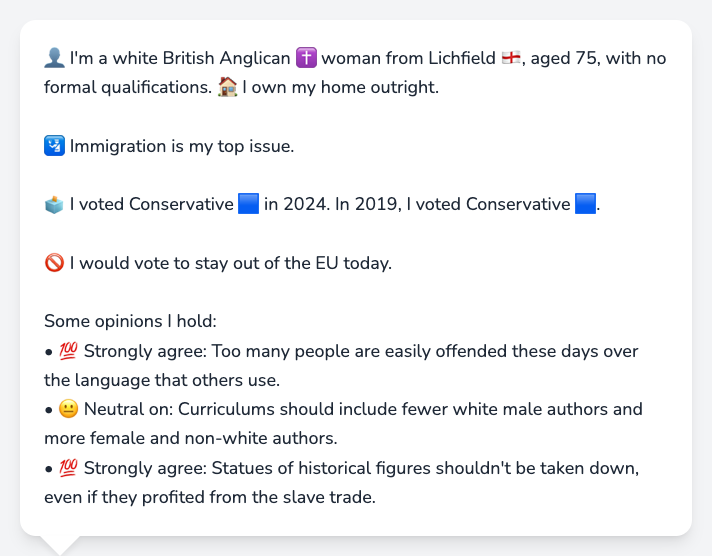 👤 I'm a white British Anglican ✝️ woman from Lichfield 🏴󠁧󠁢󠁥󠁮󠁧󠁿, aged 75, with no
formal qualifications. 🏠 I own my home outright.
🛂 Immigration is my top issue.
🗳️ I voted Conservative 🟦 in 2024. In 2019, I voted Conservative 🟦.
🚫 I would vote to stay out of the EU today.
Some opinions I hold:
• 💯 Strongly agree: Too many people are easily offended these days over
the language that others use.
• 😐 Neutral on: Curriculums should include fewer white male authors and
more female and non-white authors.
• 💯 Strongly agree: Statues of historical figures shouldn't be taken down,
even if they profited from the slave trade.